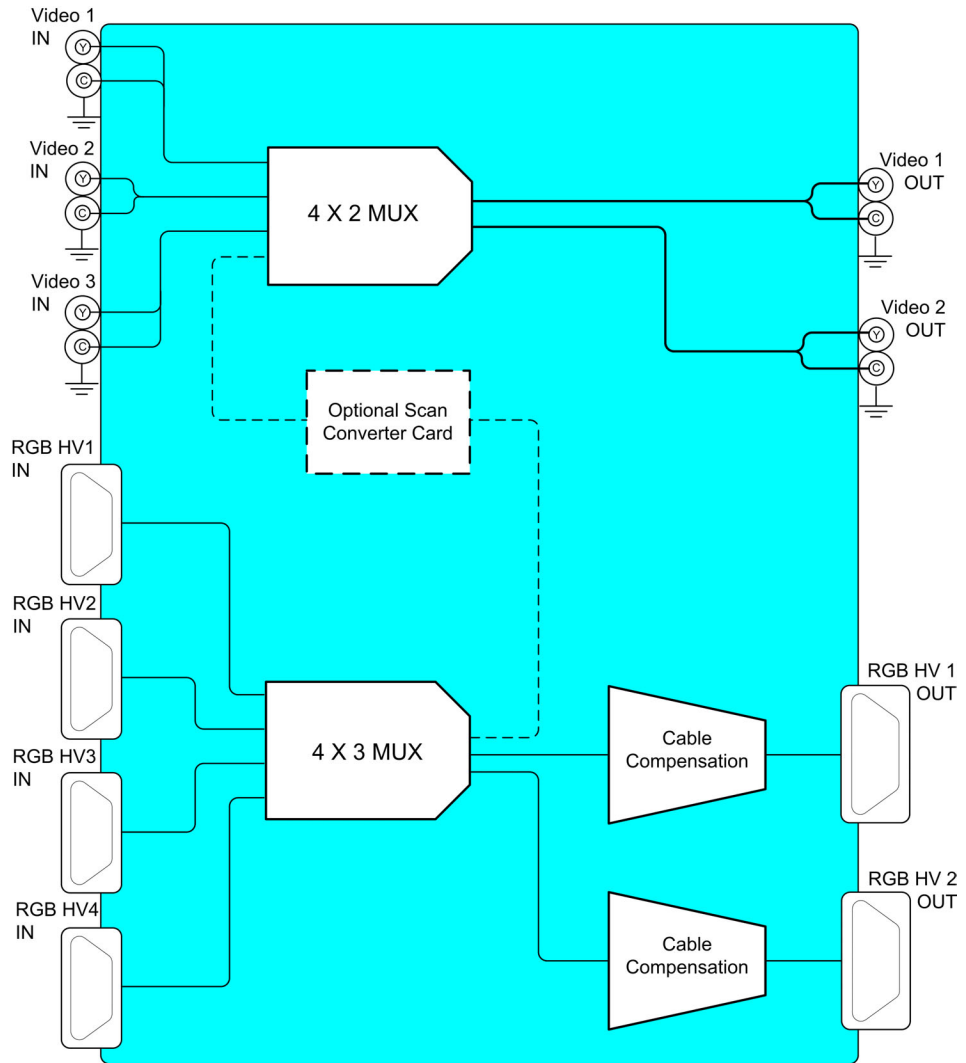 Video 1
IN
Y
C
Video 2
IN
Y
C
Video 3
IN
Y
C
4 X 2 MUX
Video 1
OUT
Y
C
Video 2
OUT
Y
C
Optional Scan
Converter Card
RGB HV1
IN
RGB HV2
IN
RGB HV3
IN
RGB HV4
IN
4 X 3 MUX
Cable
Compensation
RGB HV 1
OUT
Cable
Compensation
RGB HV 2
OUT